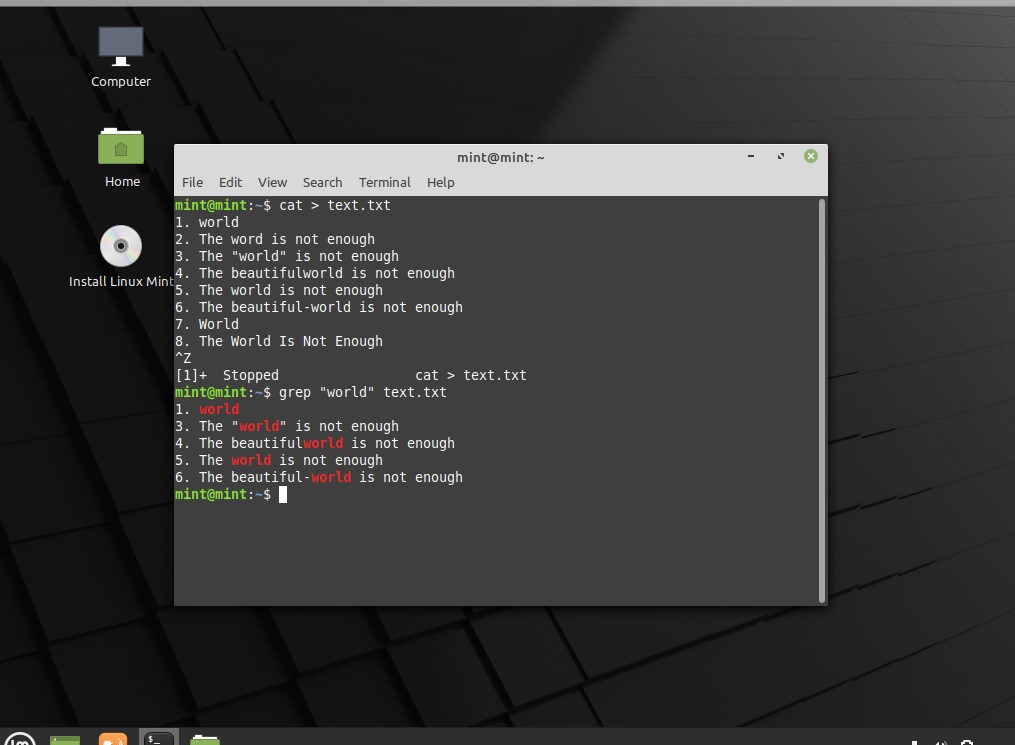 Computer
Home
Install Linux Mint
mint@mint: ~
File Edit View Search Terminal Help
mint@mint:~$ cat > text.txt
1. world
2. The word is not enough
3. The "world" is not enough
4. The beautifulworld is not enough
5. The world is not enough
6. The beautiful-world is not enough
7. World
8. The World Is Not Enough
^Z
[1]+  Stopped                 cat > text.txt
mint@mint:~$ grep "world" text.txt
1. world
3. The "world" is not enough
4. The beautifulworld is not enough
5. The world is not enough
6. The beautiful-world is not enough
mint@mint:~$
$_